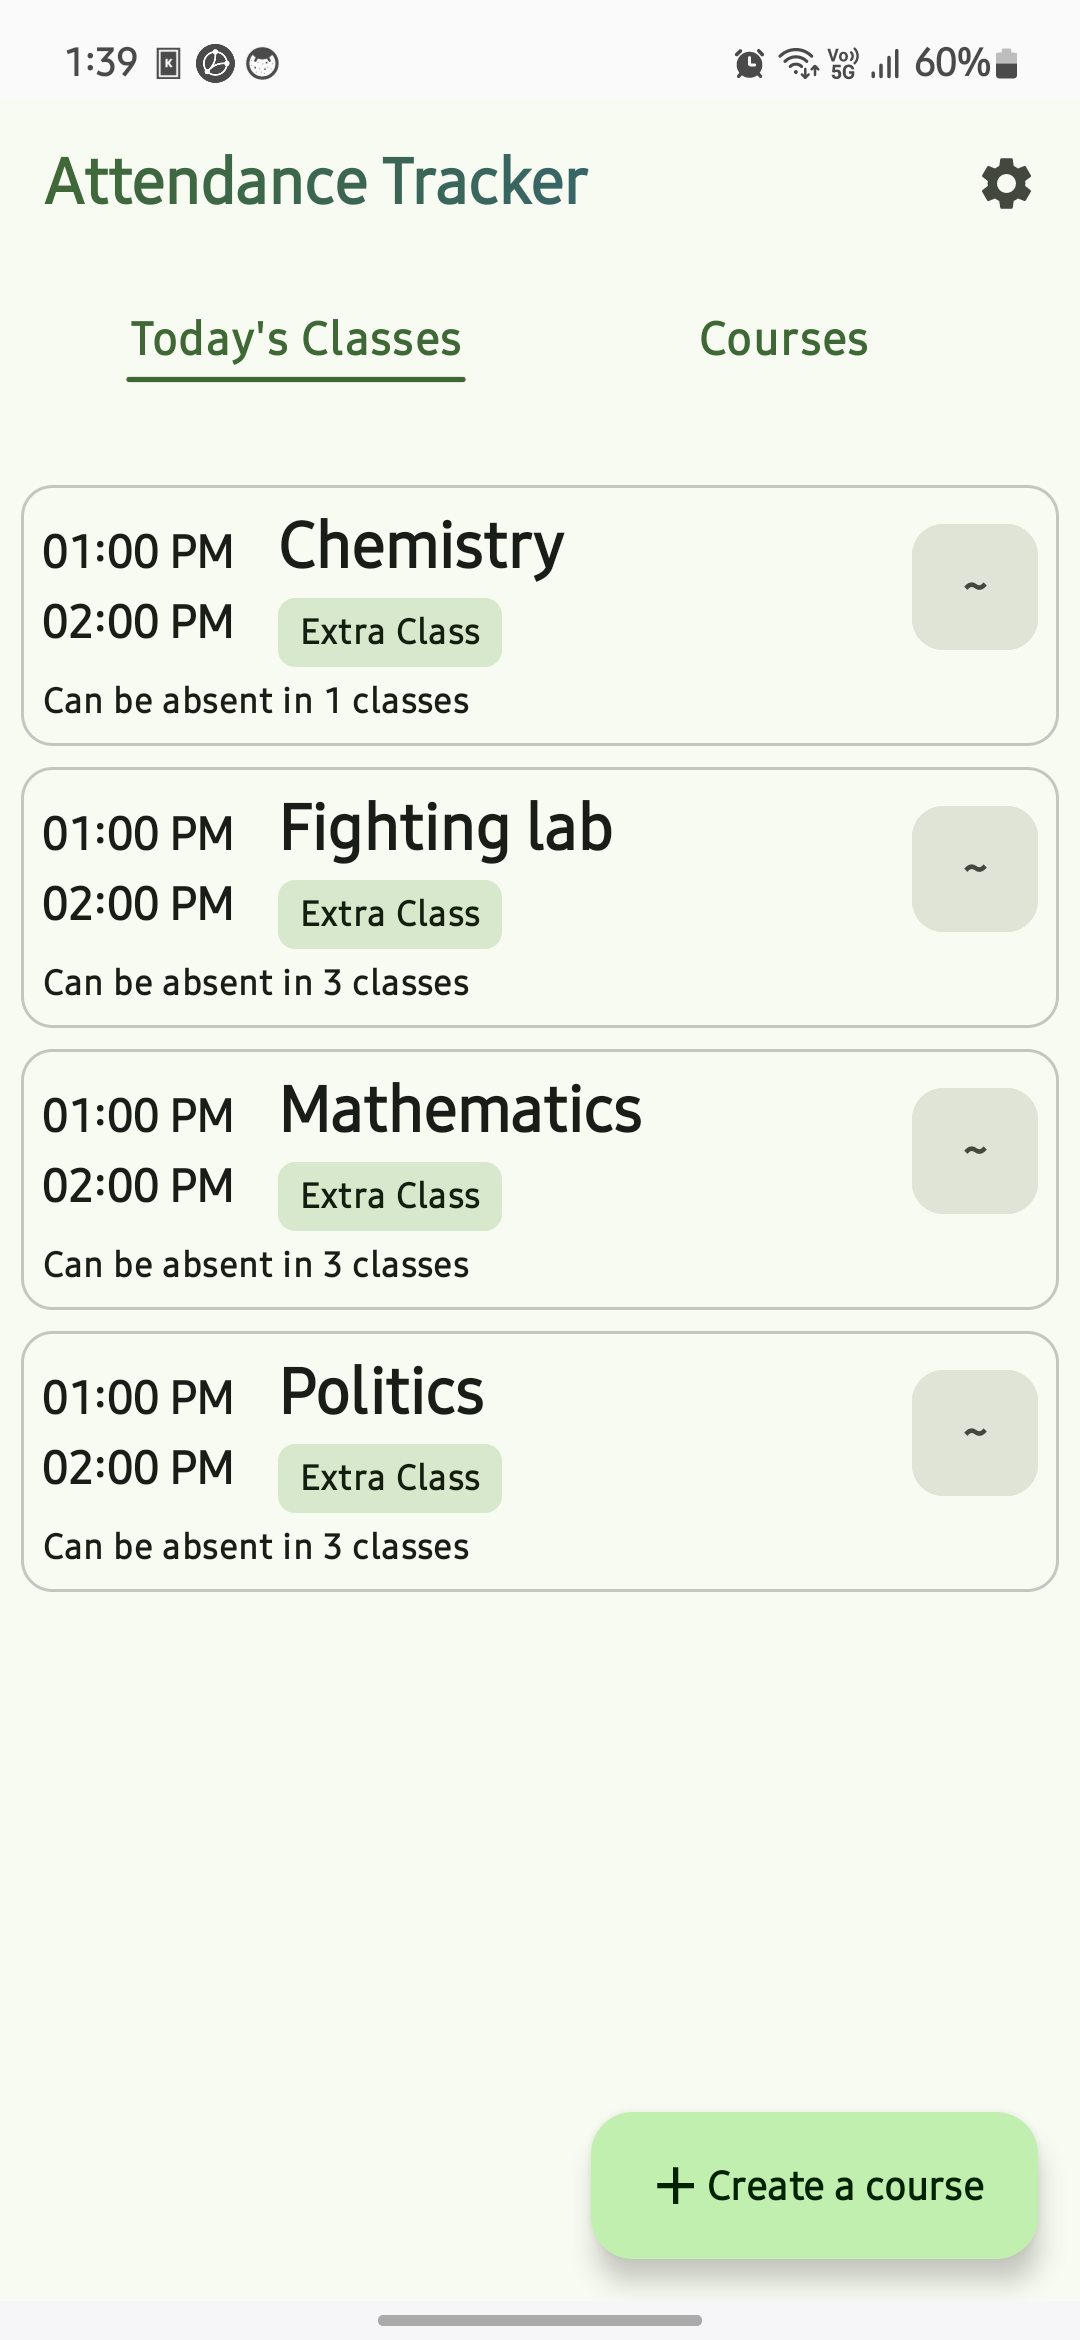 1:39 K Vo)) 5G 60%
Attendance Tracker
Today's Classes Courses
01:00 PM Chemistry
~
02:00 PM Extra Class
Can be absent in 1 classes
01:00 PM Fighting lab
~
02:00 PM Extra Class
Can be absent in 3 classes
01:00 PM Mathematics
~
02:00 PM Extra Class
Can be absent in 3 classes
01:00 PM Politics
~
02:00 PM Extra Class
Can be absent in 3 classes
+ Create a course